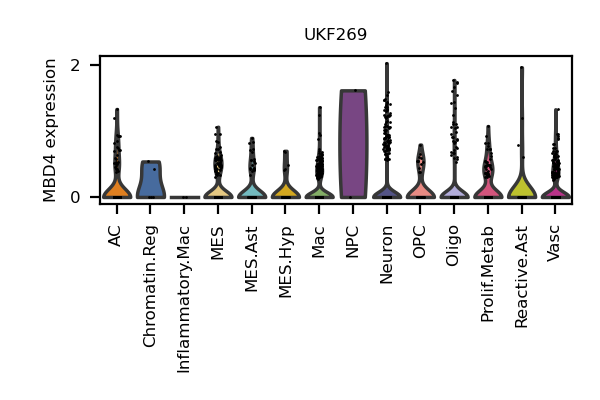 UKF269
MBD4 expression
2
0
AC
Chromatin.Reg
Inflammatory.Mac
MES
MES.Ast
MES.Hyp
Mac
NPC
Neuron
OPC
Oligo
Prolif.Metab
Reactive.Ast
Vasc